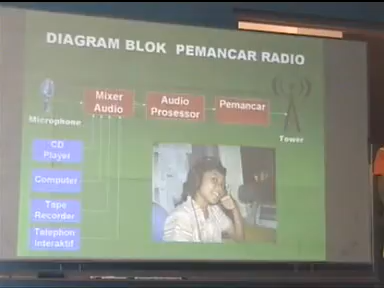 DIAGRAM BLOK PEMANCAR RADIO
Mixer
Audio
Audio
Prosessor
Pemancar
Microphone
Tower
CD
Player
Computer
Tape
Recorder
Telephon
Interaktif